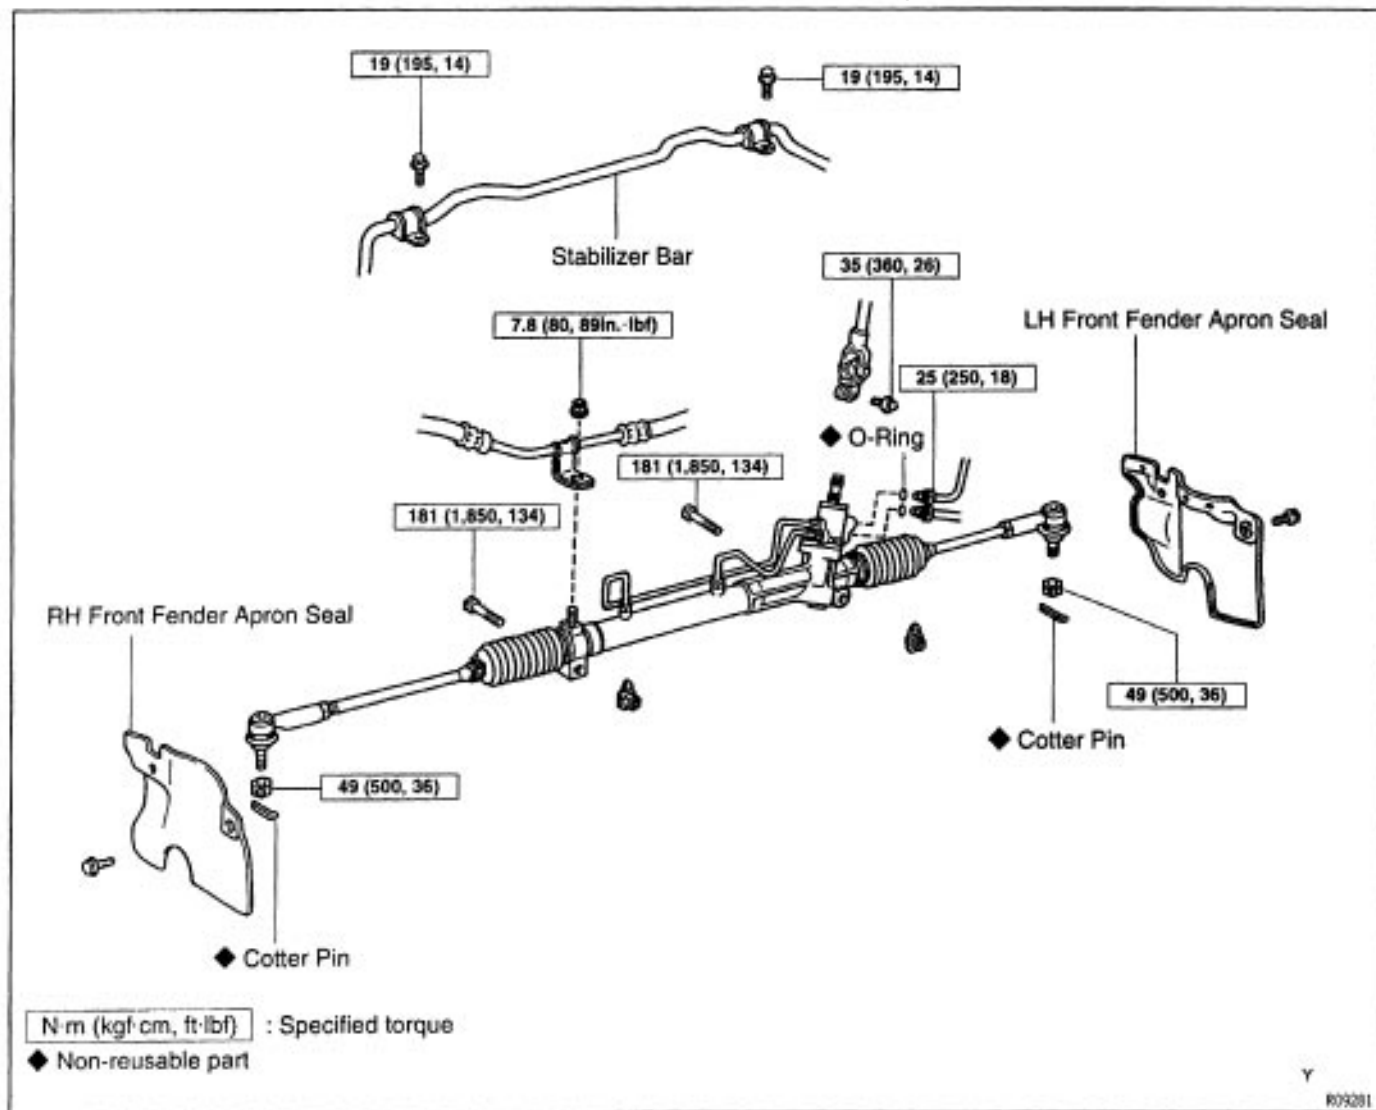 19 (195, 14)
19 (195, 14)
Stabilizer Bar
35 (360, 26)
7.8 (80, 89in.·lbf)
LH Front Fender Apron Seal
25 (250, 18)
◆ O-Ring
181 (1,850, 134)
181 (1,850, 134)
RH Front Fender Apron Seal
49 (500, 36)
◆ Cotter Pin
49 (500, 36)
◆ Cotter Pin
N·m (kgf·cm, ft·lbf) : Specified torque
◆ Non-reusable part
Y
R09281